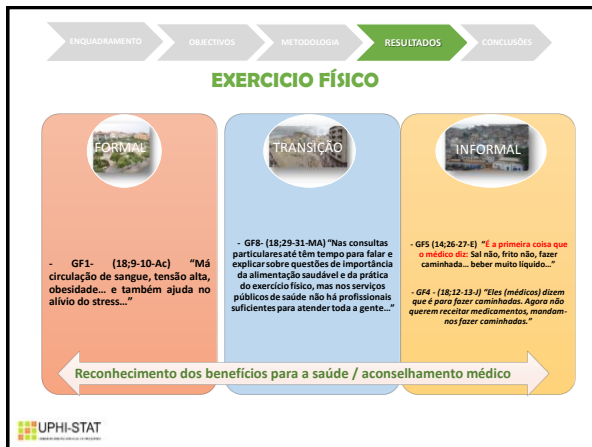 ENQUADRAMENTO
OBJECTIVOS
METODOLOGIA
RESULTADOS
CONCLUSÕES
EXERCICIO FÍSICO
FORMAL
- GF1- (18;9-10-Ac) “Má
circulação de sangue, tensão alta,
obesidade… e também ajuda no
alívio do stress…”
TRANSIÇÃO
- GF8- (18;29-31-MA) “Nas consultas
particulares até têm tempo para falar e
explicar sobre questões de importância
da alimentação saudável e da prática
do exercício físico, mas nos serviços
públicos de saúde não há profissionais
suficientes para atender toda a gente…”
INFORMAL
- GF5 (14;26-27-E) “É a primeira coisa que
o médico diz: Sal não, frito não, fazer
caminhada… beber muito líquido…”
- GF4 - (18;12-13-J) “Eles (médicos) dizem
que é para fazer caminhadas. Agora não
querem receitar medicamentos, mandam-
nos fazer caminhadas.”
Reconhecimento dos benefícios para a saúde / aconselhamento médico
UPHI-STAT